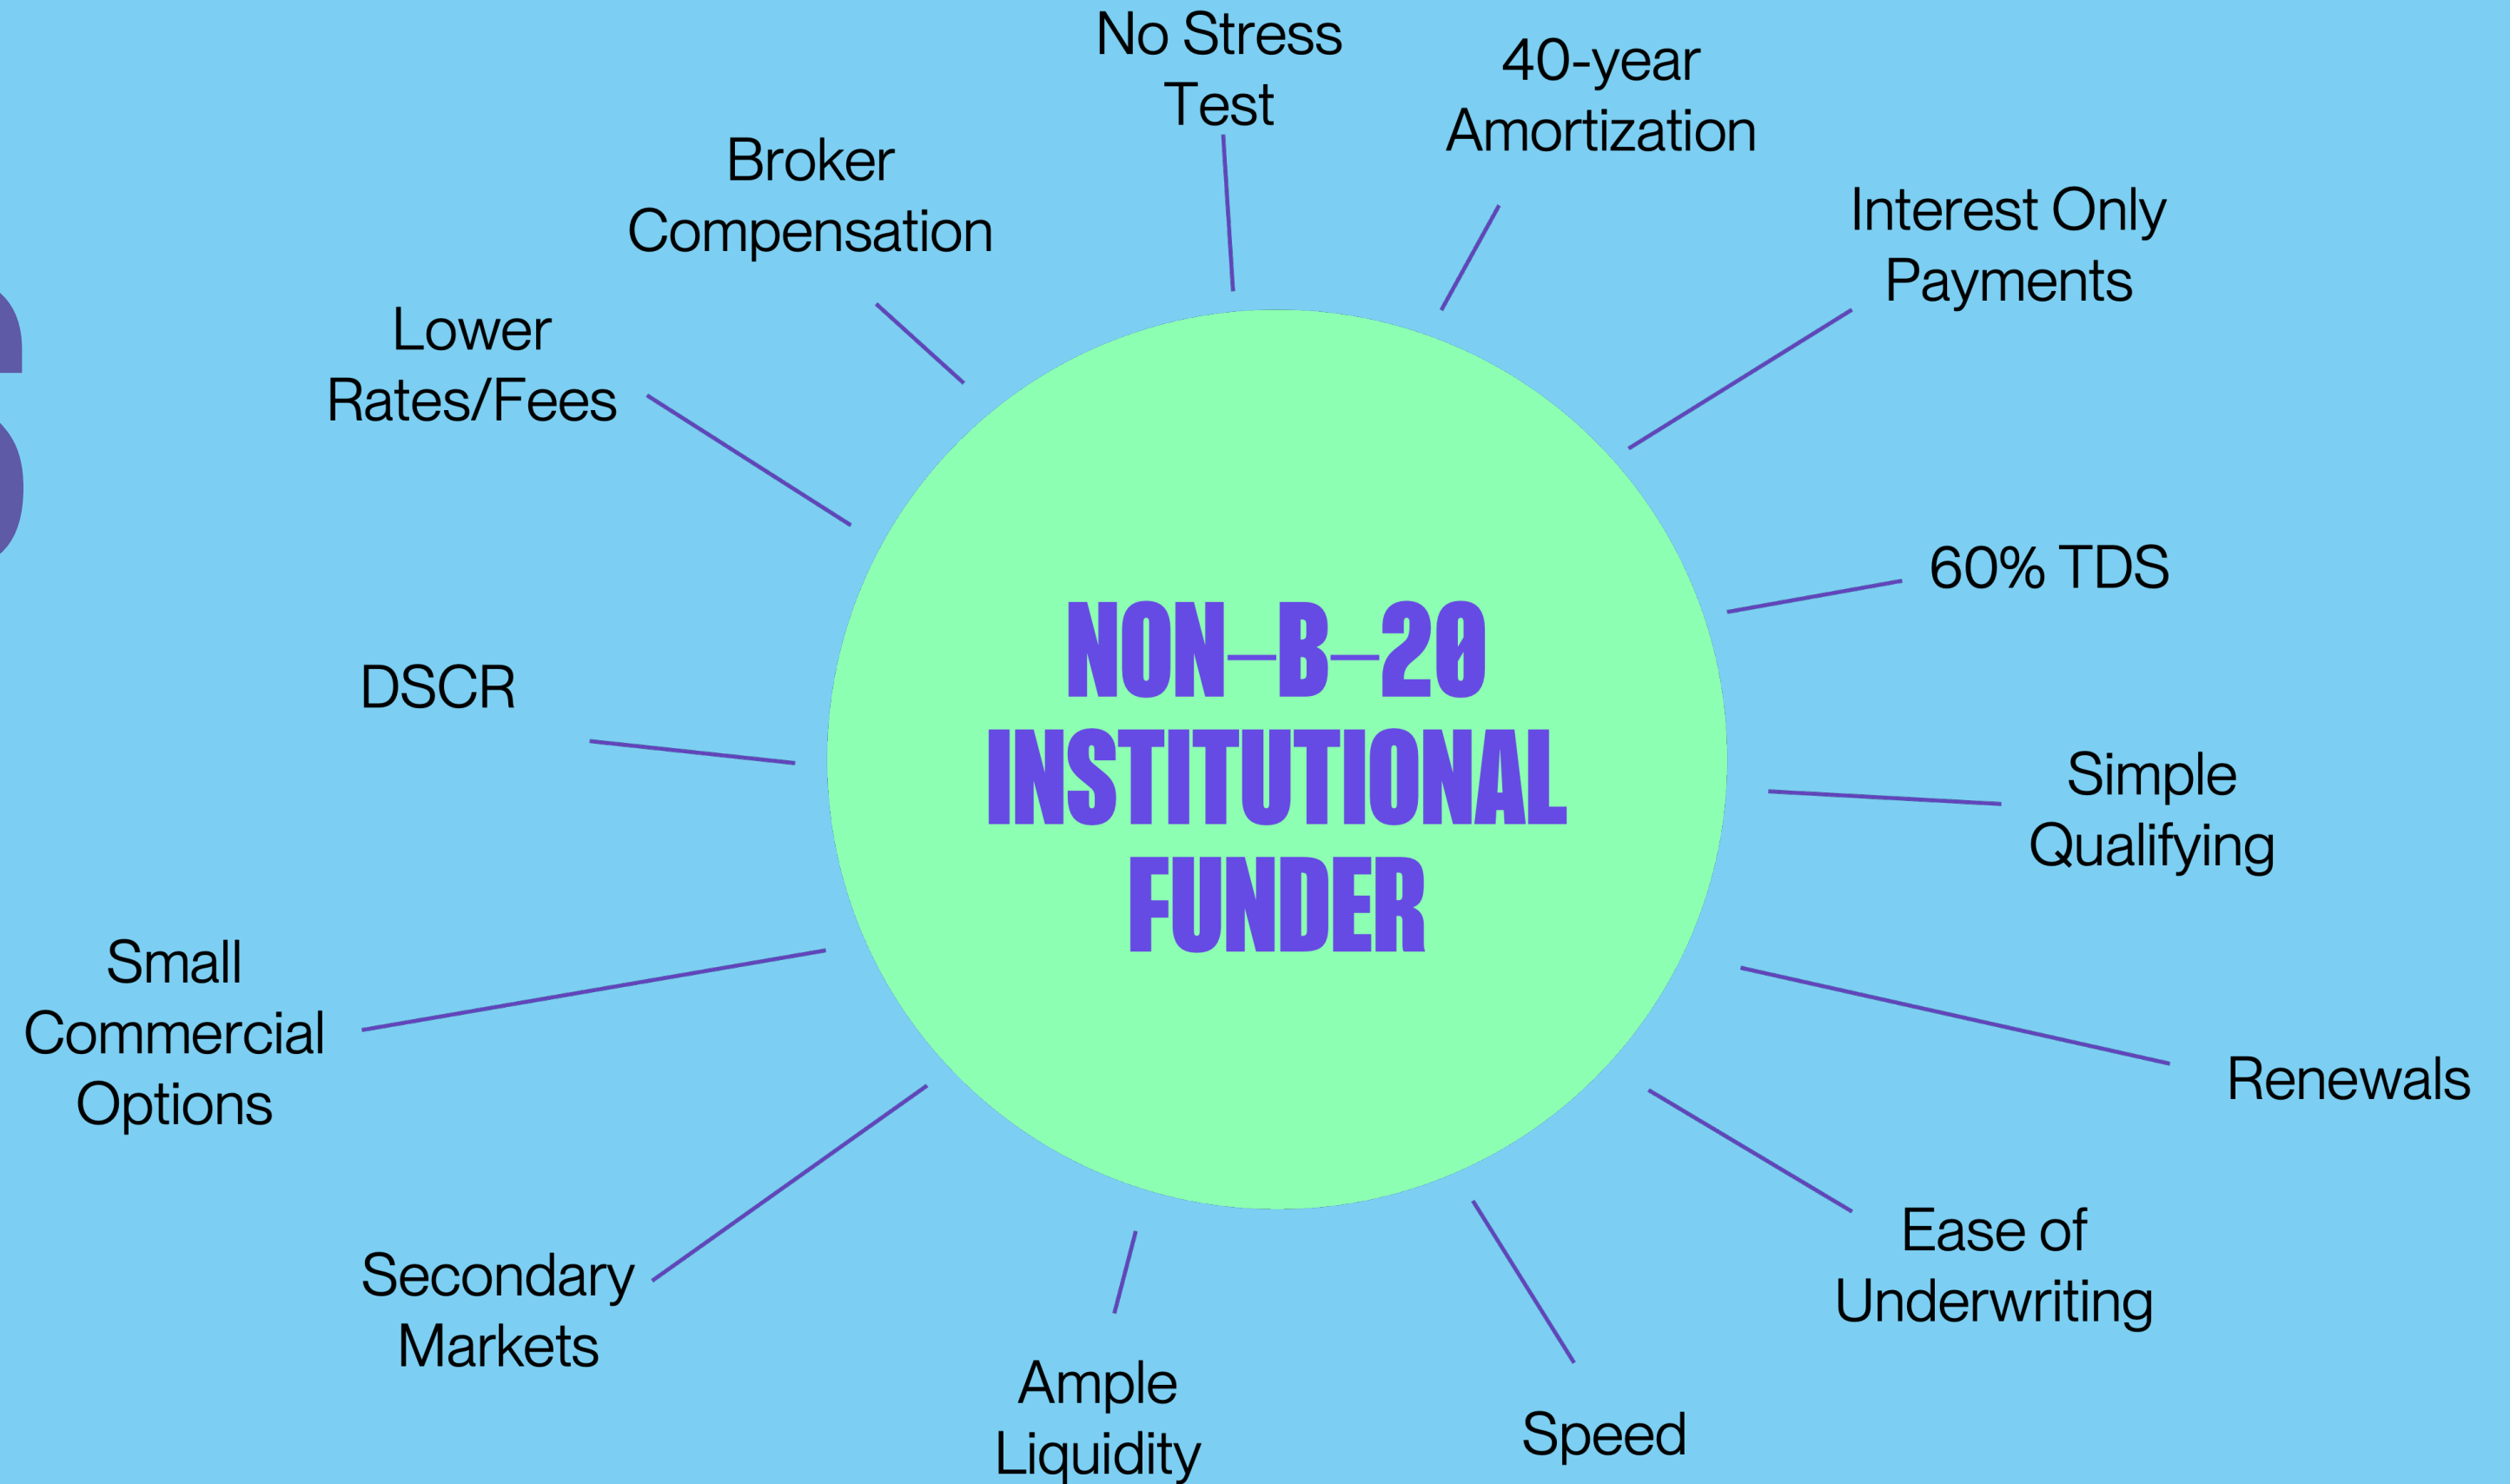 No Stress
Test
40-year
Amortization
Broker
Compensation
Interest Only
Payments
Lower
Rates/Fees
60% TDS
DSCR
NON-B-20
INSTITUTIONAL
FUNDER
Simple
Qualifying
Small
Commercial
Options
Renewals
Ease of
Underwriting
Secondary
Markets
Ample
Liquidity
Speed